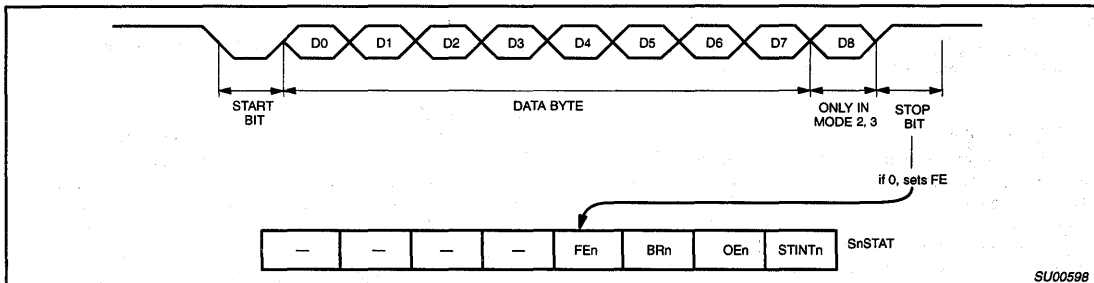 D0 D1 D2 D3 D4 D5 D6 D7 D8
START
BIT
DATA BYTE
ONLY IN
MODE 2, 3
STOP
BIT
if 0, sets FE
— — — — FEn BRn OEn STINTn SnSTAT
SU00598